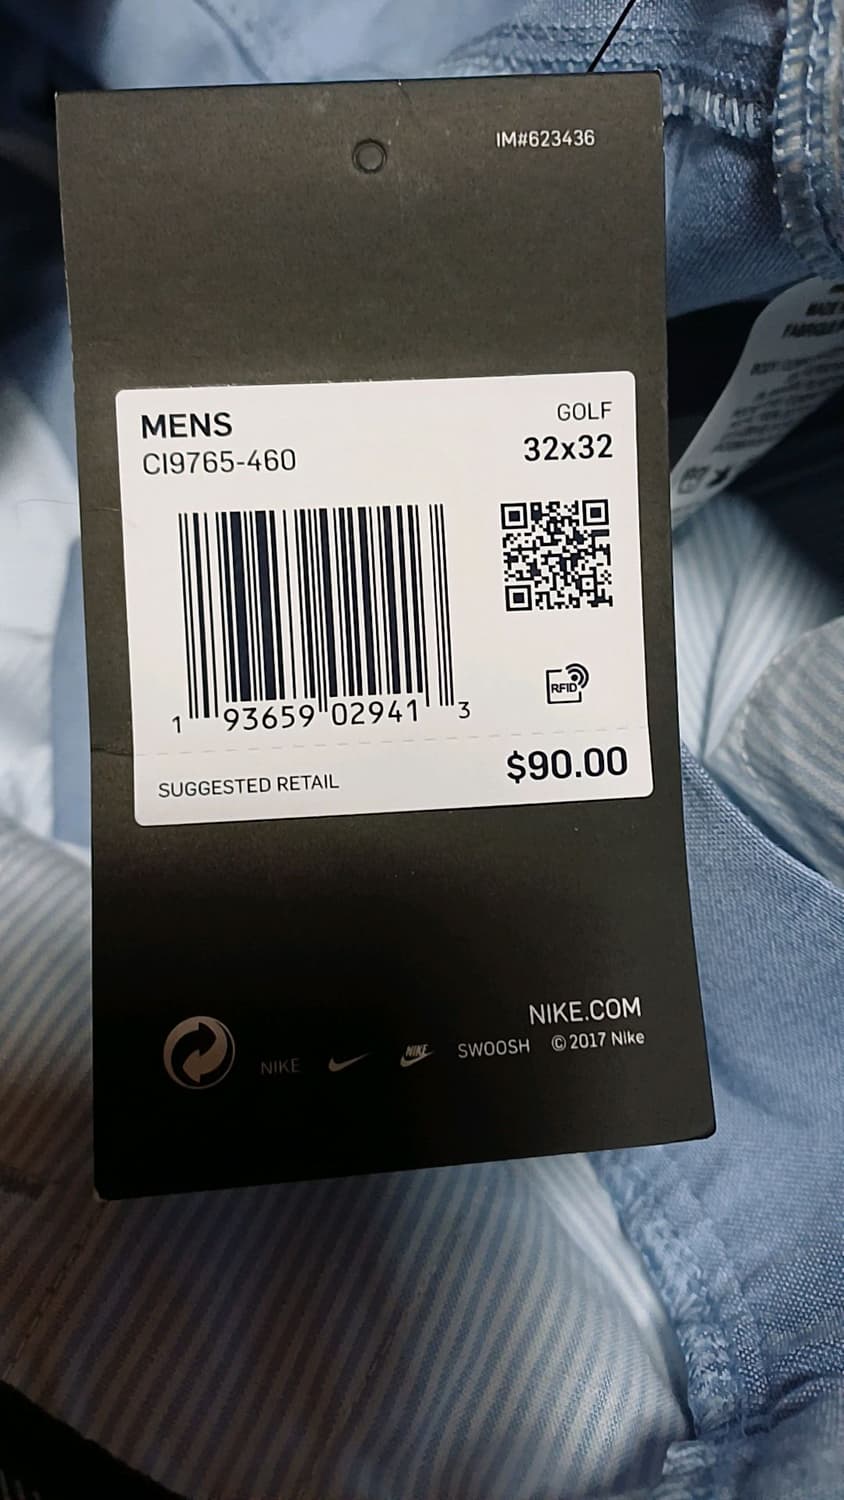 IM#623436
MENS
GOLF
CI9765-460
32x32
RFID
1 93659 02941 3
SUGGESTED RETAIL
$90.00
NIKE.COM
NIKE NIKE SWOOSH © 2017 Nike